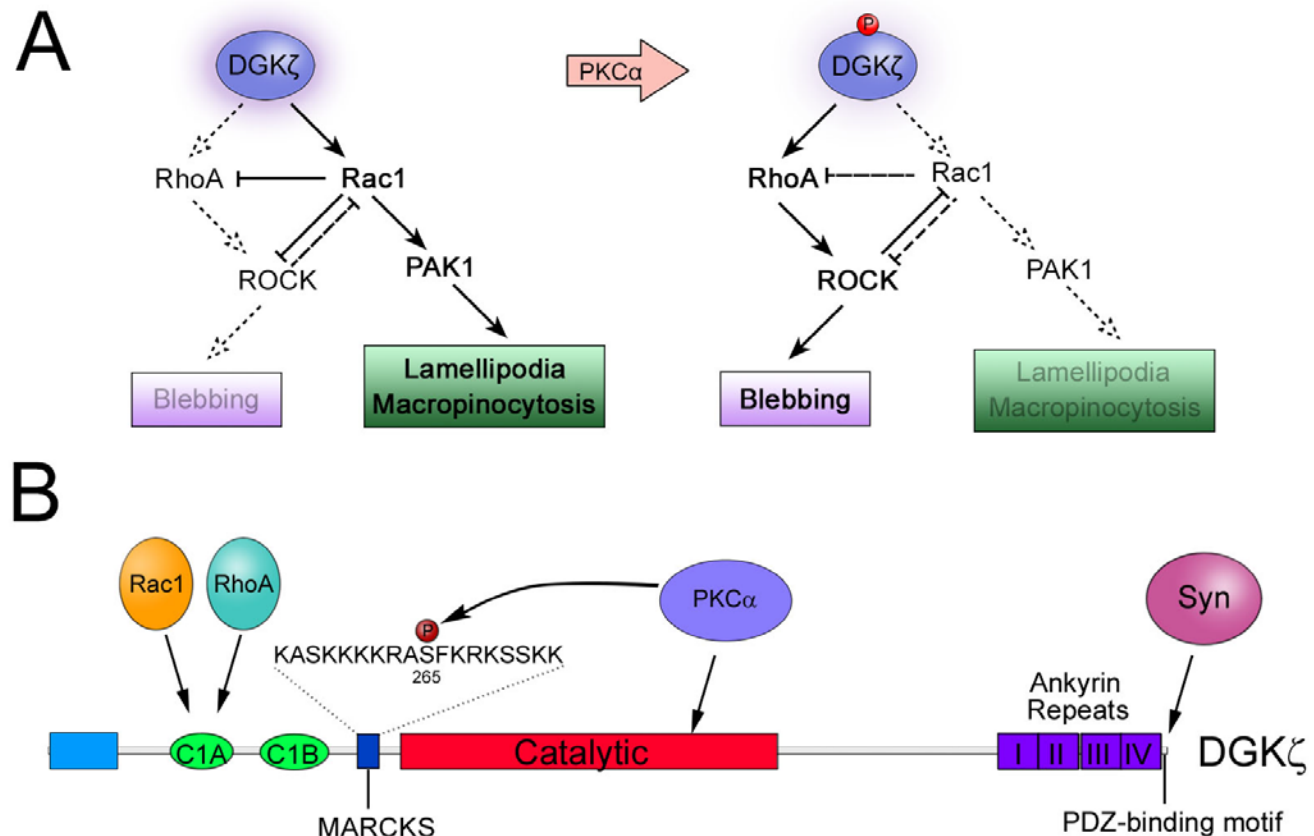 A
DGKζ
PKCα
P
DGKζ
RhoA
Rac1
RhoA
Rac1
ROCK
PAK1
ROCK
PAK1
Blebbing
Lamellipodia
Macropinocytosis
Blebbing
Lamellipodia
Macropinocytosis
B
Rac1
RhoA
P
PKCα
Syn
KASKKKKRASFKRKSSKK
265
Ankyrin
Repeats
C1A
C1B
Catalytic
I
II
III
IV
DGKζ
MARCKS
PDZ-binding motif